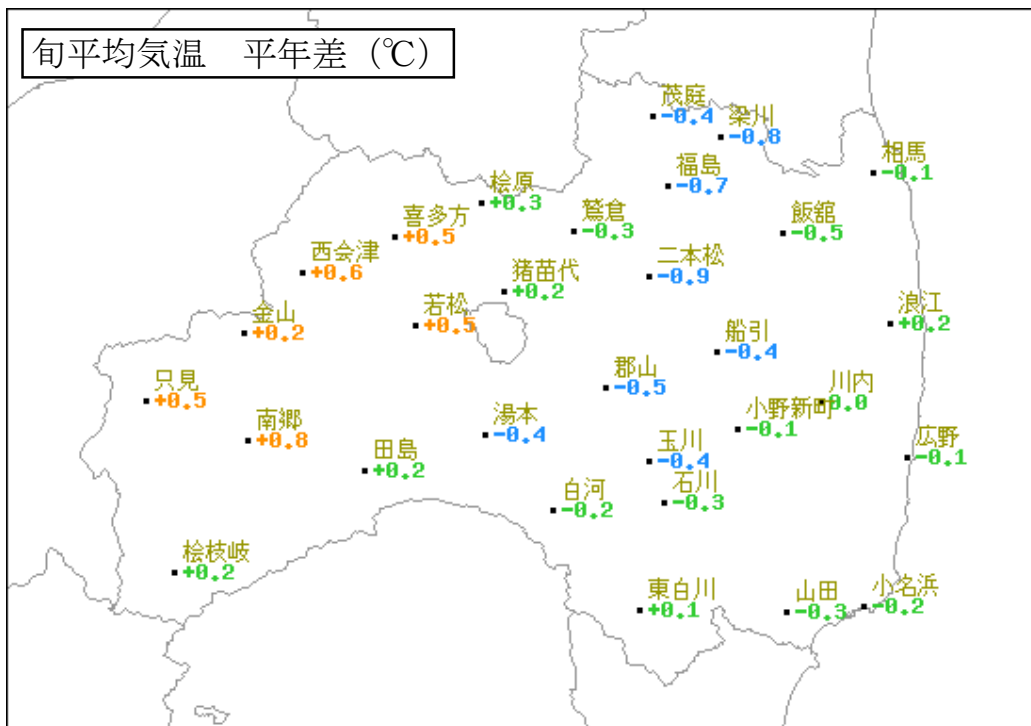 旬平均気温　平年差（℃）
茂庭
-0.4
梁川
-0.8
相馬
-0.1
福島
-0.7
桧原
+0.3
鷲倉
-0.3
飯舘
-0.5
喜多方
+0.5
西会津
+0.6
二本松
-0.9
猪苗代
+0.2
浪江
+0.2
金山
+0.2
若松
+0.5
船引
-0.4
郡山
-0.5
只見
+0.5
川内
0.0
小野新町
-0.1
南郷
+0.8
湯本
-0.4
広野
-0.1
田島
+0.2
玉川
-0.4
石川
-0.3
白河
-0.2
桧枝岐
+0.2
東白川
+0.1
山田
-0.3
小名浜
-0.2